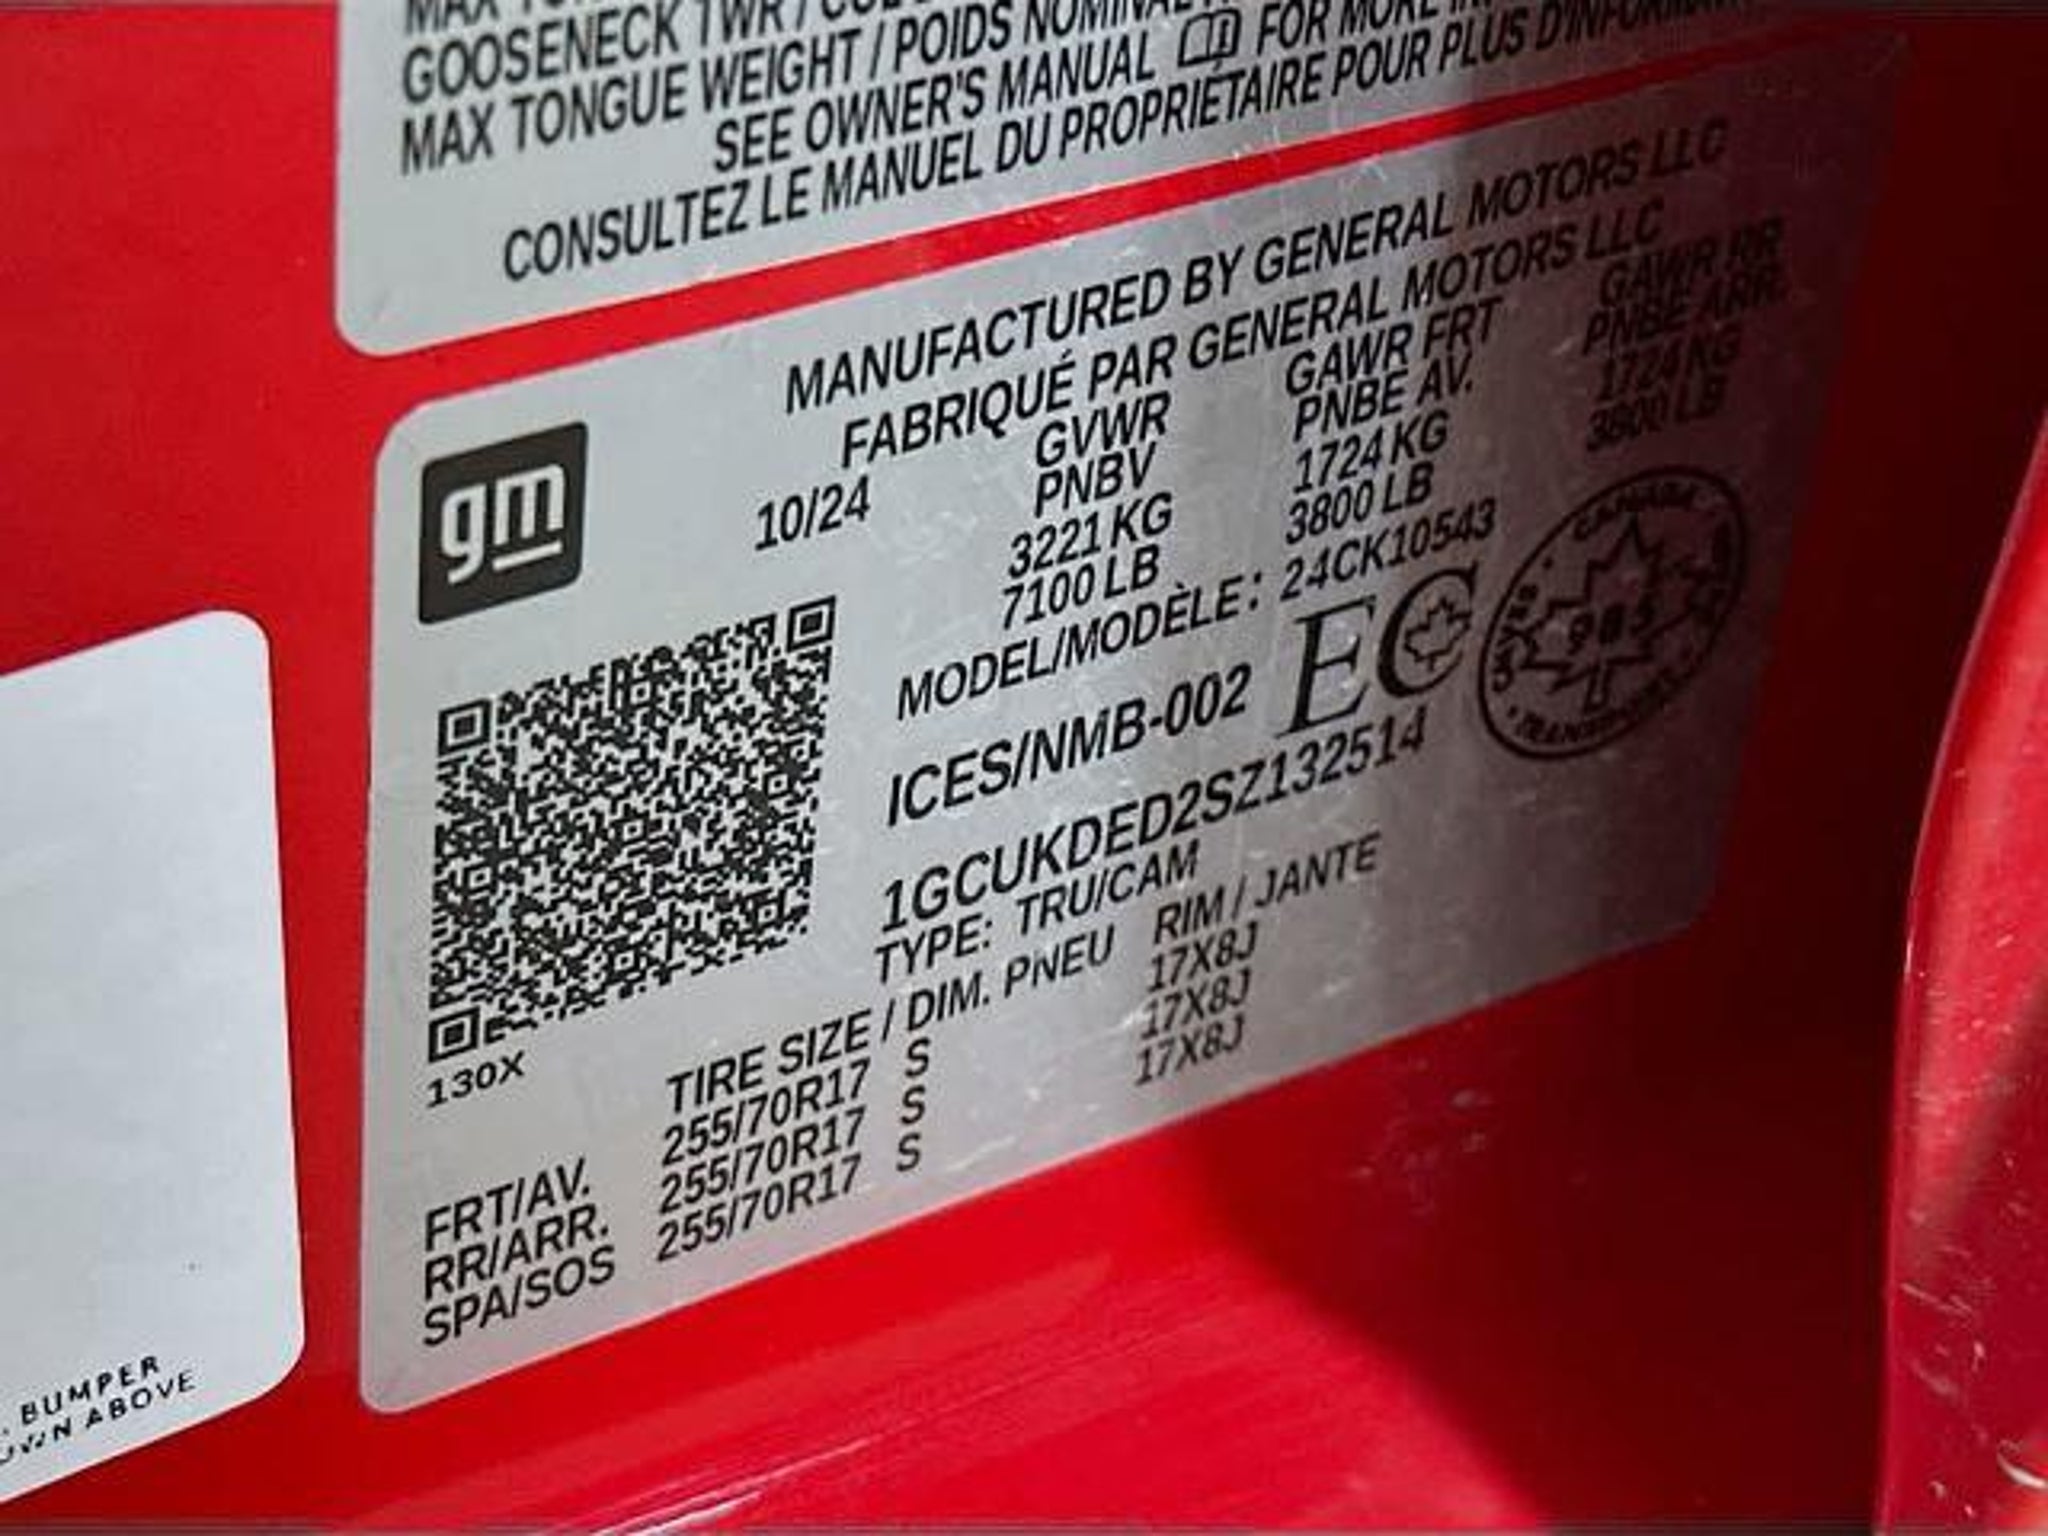 GOOSENECK TWR /
MAX TONGUE WEIGHT / POIDS NOMINAL
SEE OWNER'S MANUAL FOR MORE
CONSULTEZ LE MANUEL DU PROPRIÉTAIRE POUR PLUS
MANUFACTURED BY GENERAL MOTORS LLC
FABRIQUÉ PAR GENERAL MOTORS LLC
gm
10/24
GVWR GAWR FRT GAWR RR
PNBV PNBE AV. PNBE ARR.
3221 KG 1724 KG 1724 KG
7100 LB 3800 LB 3800 LB
MODEL/MODÈLE: 24CK10543
ICES/NMB-002 EC
CANADA
TRANSPORT
1GCUKDED2SZ132514
TYPE: TRU/CAM
130X
TIRE SIZE / DIM. PNEU RIM / JANTE
FRT/AV. 255/70R17 S 17X8J
RR/ARR. 255/70R17 S 17X8J
SPA/SOS 255/70R17 S 17X8J
BUMPER
ABOVE